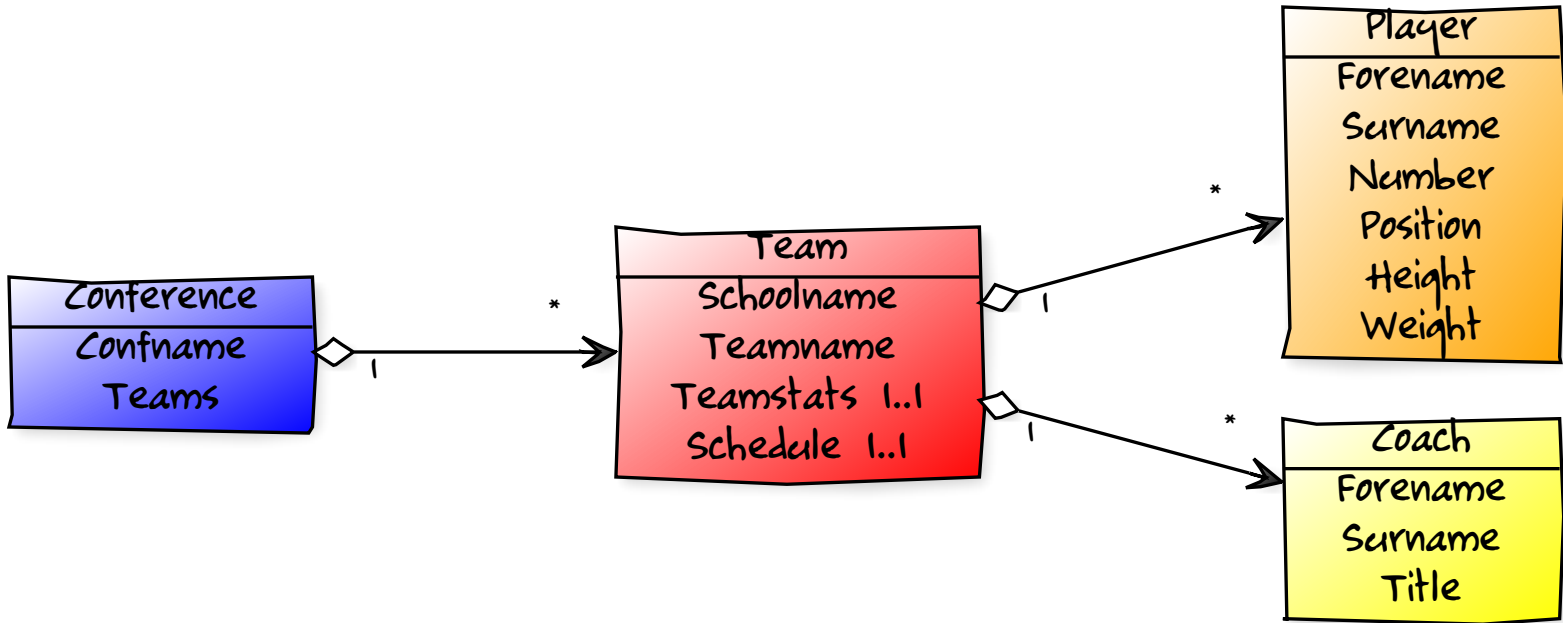 Conference
Confname
Teams
1
*
Team
Schoolname
Teamname
Teamstats 1..1
Schedule 1..1
1
*
1
*
Player
Forename
Surname
Number
Position
Height
Weight
Coach
Forename
Surname
Title